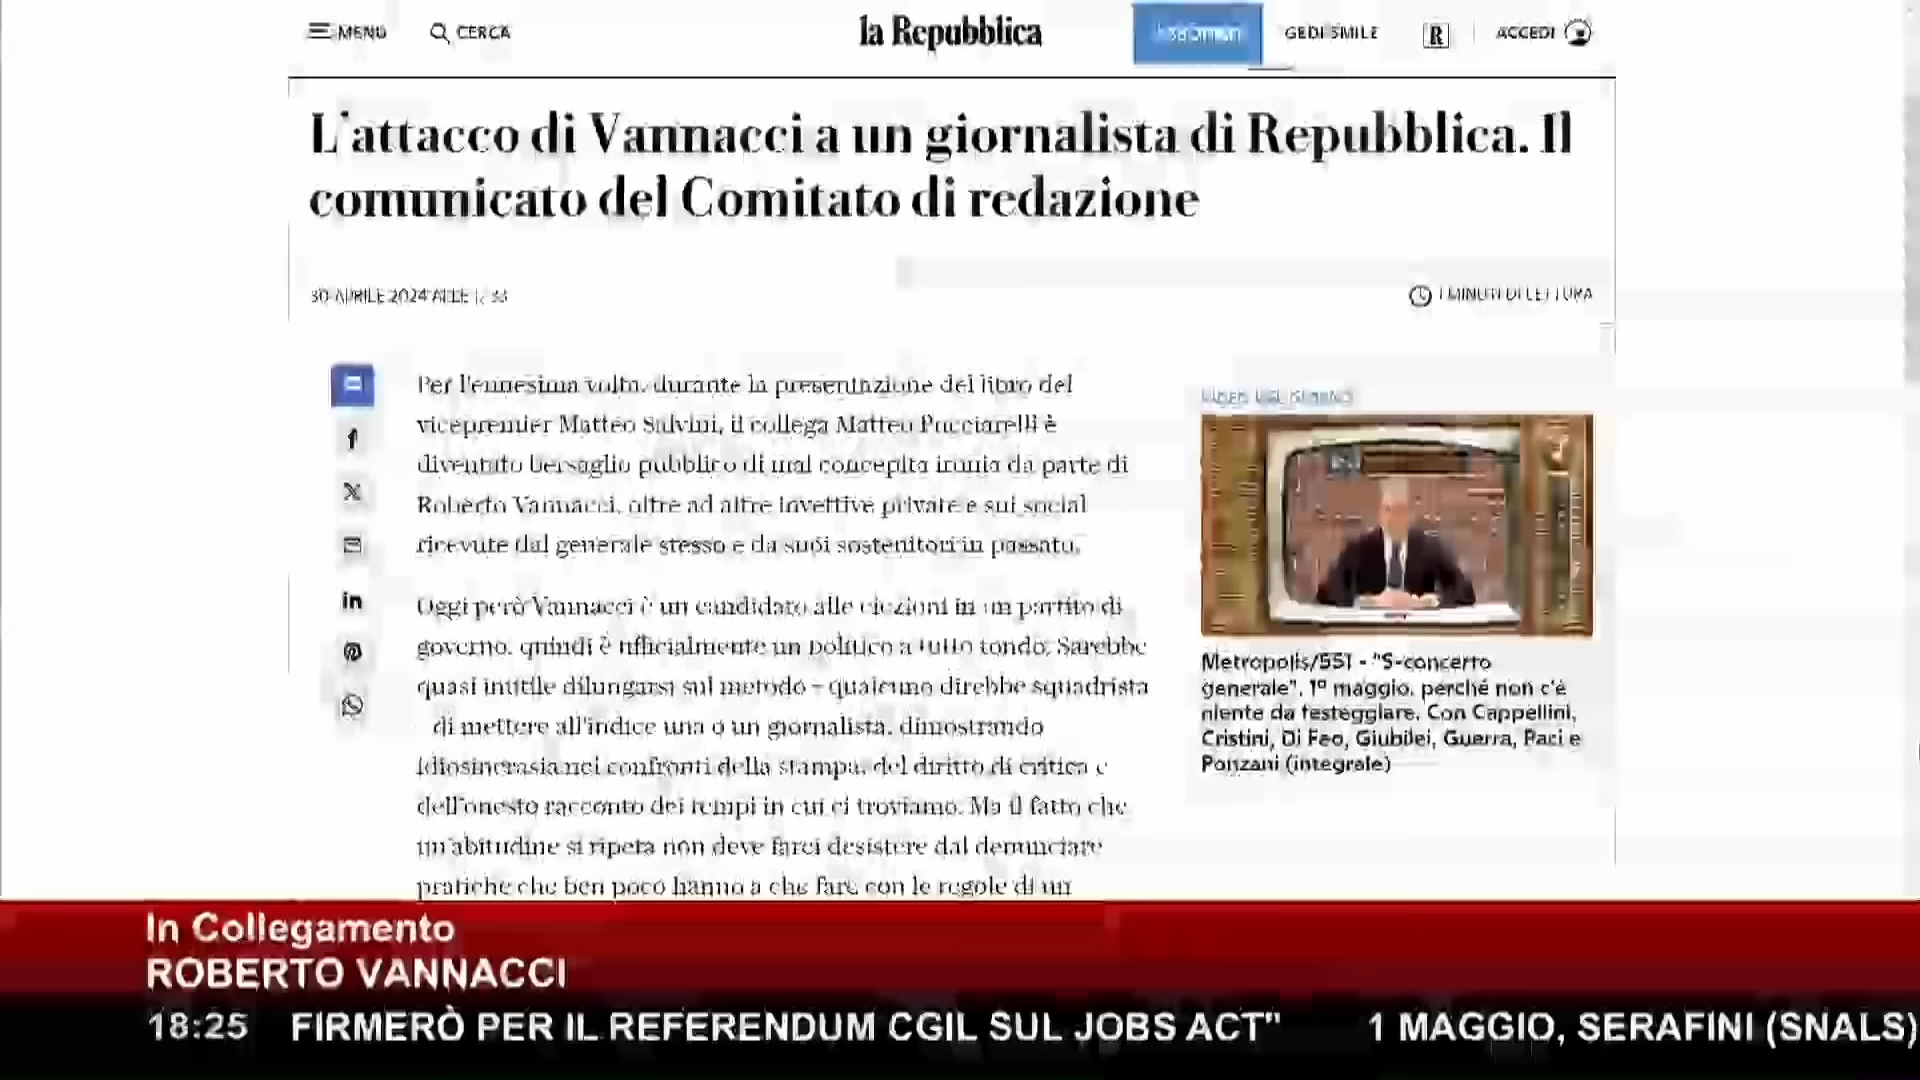 MENU
CERCA
la Repubblica
GEDI SMILE
R
ACCEDI
L'attacco di Vannacci a un giornalista di Repubblica. Il
comunicato del Comitato di redazione
30 APRILE 2024 ALLE
1 MINUTI DI LETTURA
Per l'ennesima volta, durante la presentazione del libro del
vicepremier Matteo Salvini, il collega Matteo Pucciarelli è
diventato bersaglio pubblico di mal concepita ironia da parte di
Roberto Vannacci, oltre ad altre invettive private e sui social
ricevute dal generale stesso e da suoi sostenitori in passato.
Oggi però Vannacci è un candidato alle elezioni in un partito di
governo, quindi è ufficialmente un politico a tutto tondo. Sarebbe
quasi inutile dilungarsi sul metodo - qualcuno direbbe squadrista
di mettere all'indice una o un giornalista, dimostrando
idiosincrasia nei confronti della stampa, del diritto di critica e
dell'onesto racconto dei tempi in cui ci troviamo. Ma il fatto che
un'abitudine si ripeta non deve farci desistere dal denunciare
pratiche che ben poco hanno a che fare con le regole di un
Metropolis/551 - "S-concerto
generale". 1º maggio, perché non c'è
niente da festeggiare. Con Cappellini,
Cristini, Di Feo, Giubilei, Guerra, Paci e
Ponzani (integrale)
In Collegamento
ROBERTO VANNACCI
18:25 FIRMERÒ PER IL REFERENDUM CGIL SUL JOBS ACT" 1 MAGGIO, SERAFINI (SNALS)